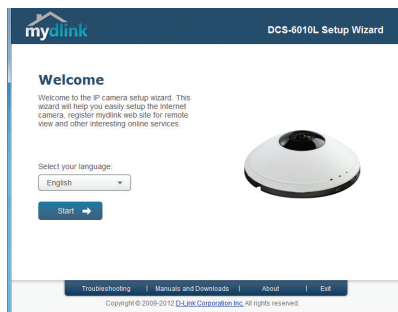 mydlink
DCS-6010L Setup Wizard
Welcome
Welcome to the IP camera setup wizard. This
wizard will help you easily setup the Internet
camera, register mydlink web site for remote
view and other interesting online services.
Select your language:
English
Start
Troubleshooting | Manuals and Downloads | About | Exit
Copyright © 2009-2012 D-Link Corporation Inc. All rights reserved.